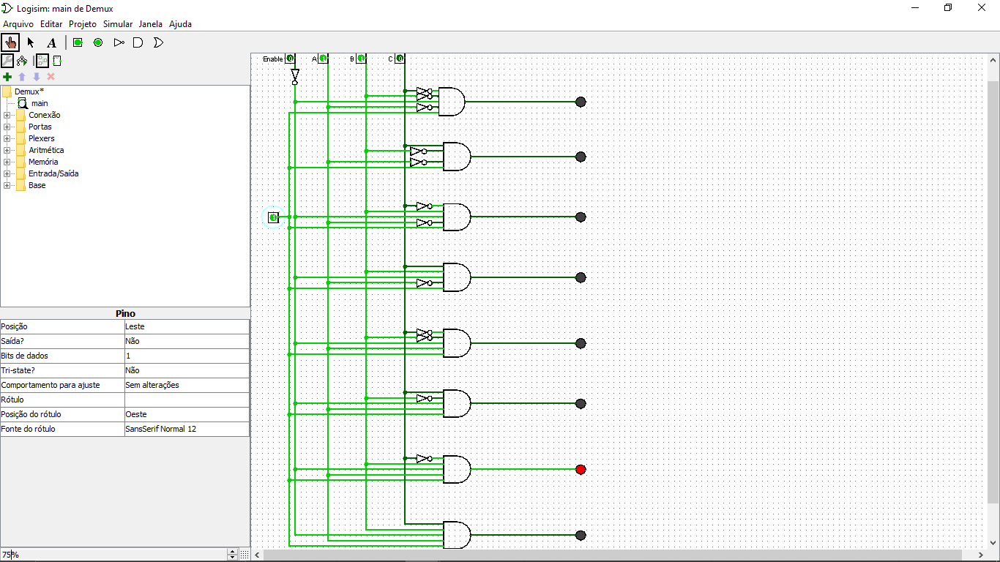 Logisim: main de Demux
Arquivo Editar Projeto Simular Janela Ajuda
A
Demux*
main
Conexão
Portas
Plexers
Aritmética
Memória
Entrada/Saída
Base
Pino
Posição Leste
Saída? Não
Bits de dados 1
Tri-state? Não
Comportamento para ajuste Sem alterações
Rótulo
Posição do rótulo Oeste
Fonte do rótulo SansSerif Normal 12
75%
Enable 0 A 1 B 1 C 0
1